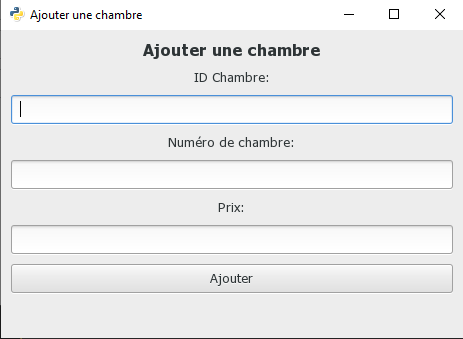 Ajouter une chambre
Ajouter une chambre
ID Chambre:
Numéro de chambre:
Prix:
Ajouter